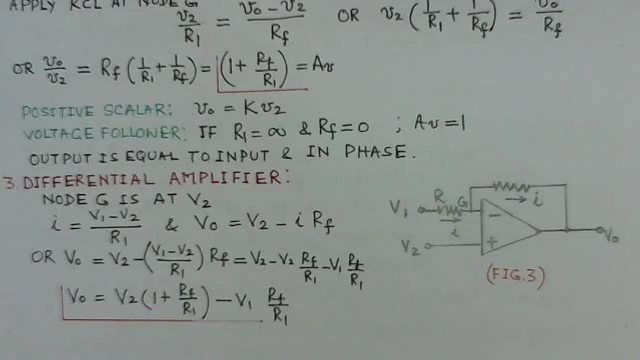 APPLY KCL AT NODE G
v2/R1 = (v0 - v2)/Rf OR v2(1/R1 + 1/Rf) = v0/Rf
OR v0/v2 = Rf(1/R1 + 1/Rf) = (1 + Rf/R1) = Av
POSITIVE SCALAR: v0 = K v2
VOLTAGE FOLLOWER: IF R1 = ∞ & Rf = 0 ; Av = 1
OUTPUT IS EQUAL TO INPUT & IN PHASE.
3. DIFFERENTIAL AMPLIFIER:
NODE G IS AT V2
i = (V1 - V2)/R1 & V0 = V2 - i Rf
OR V0 = V2 - (V1 - V2)/R1) Rf = V2 - V2 Rf/R1 - V1 Rf/R1
V0 = V2(1 + Rf/R1) - V1 Rf/R1
R G i
V1 i -
V2 + V0
(FIG.3)